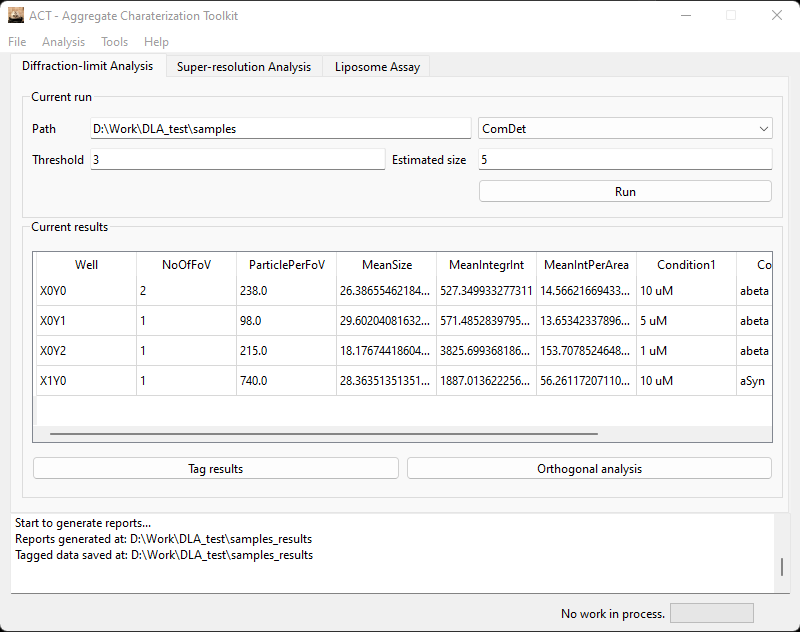 ACT - Aggregate Charaterization Toolkit
File Analysis Tools Help
Diffraction-limit Analysis Super-resolution Analysis Liposome Assay
Current run
Path D:\Work\DLA_test\samples ComDet
Threshold 3 Estimated size 5
Run
Current results
Well NoOfFoV ParticlePerFoV MeanSize MeanIntegrInt MeanIntPerArea Condition1 Co
X0Y0 2 238.0 26.38655462184... 527.349933277311 14.56621669433... 10 uM abeta
X0Y1 1 98.0 29.60204081632... 571.4852839795... 13.65342337896... 5 uM abeta
X0Y2 1 215.0 18.17674418604... 3825.699368186... 153.7078524648... 1 uM abeta
X1Y0 1 740.0 28.36351351351... 1887.013622256... 56.26117207110... 10 uM aSyn
Tag results Orthogonal analysis
Start to generate reports...
Reports generated at: D:\Work\DLA_test\samples_results
Tagged data saved at: D:\Work\DLA_test\samples_results
No work in process.